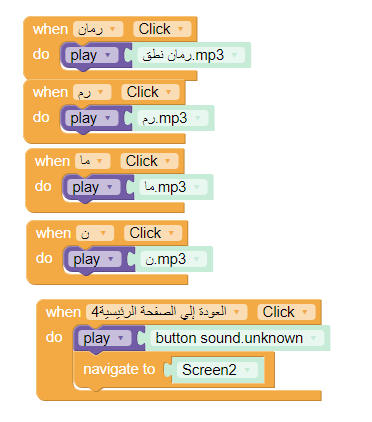 when رمان Click
do play رمان نطق.mp3
when رم Click
do play رم.mp3
when ما Click
do play ما.mp3
when ن Click
do play ن.mp3
when العودة إلي الصفحة الرئيسية4 Click
do play button sound.unknown
navigate to Screen2